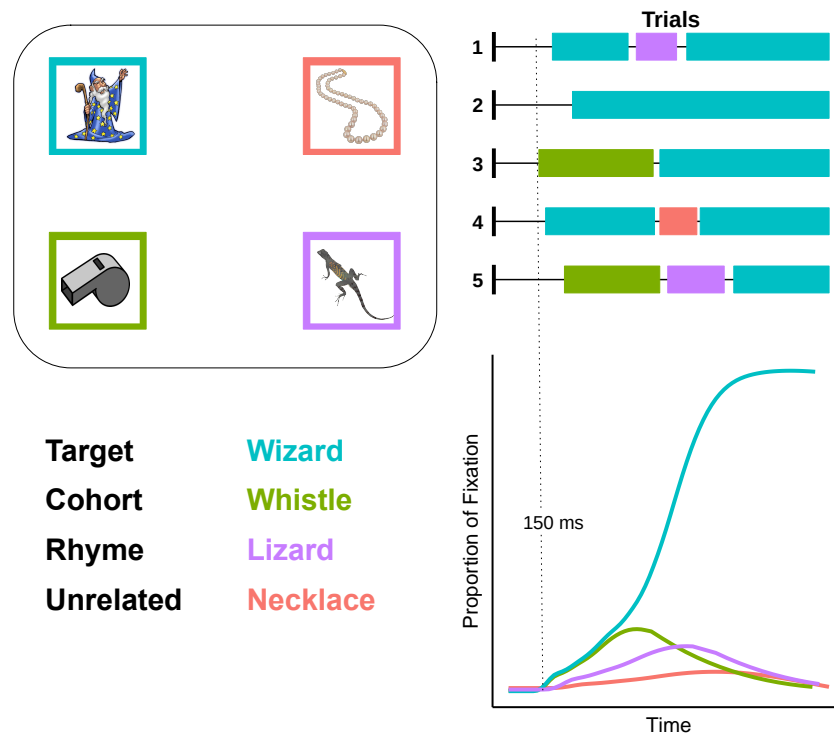 Trials
1
2
3
4
5
Target Wizard
Cohort Whistle
Rhyme Lizard
Unrelated Necklace
Proportion of Fixation
150 ms
Time